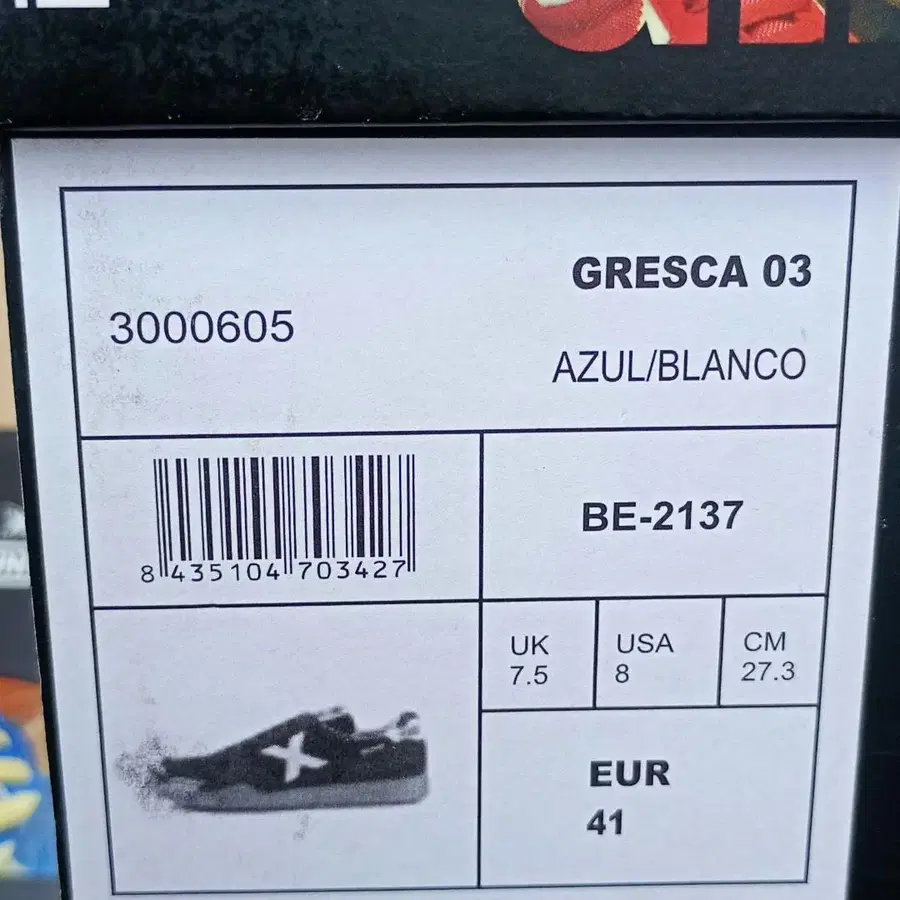 GRESCA 03
3000605
AZUL/BLANCO
8 435104 703427
BE-2137
UK
7.5
USA
8
CM
27.3
EUR
41